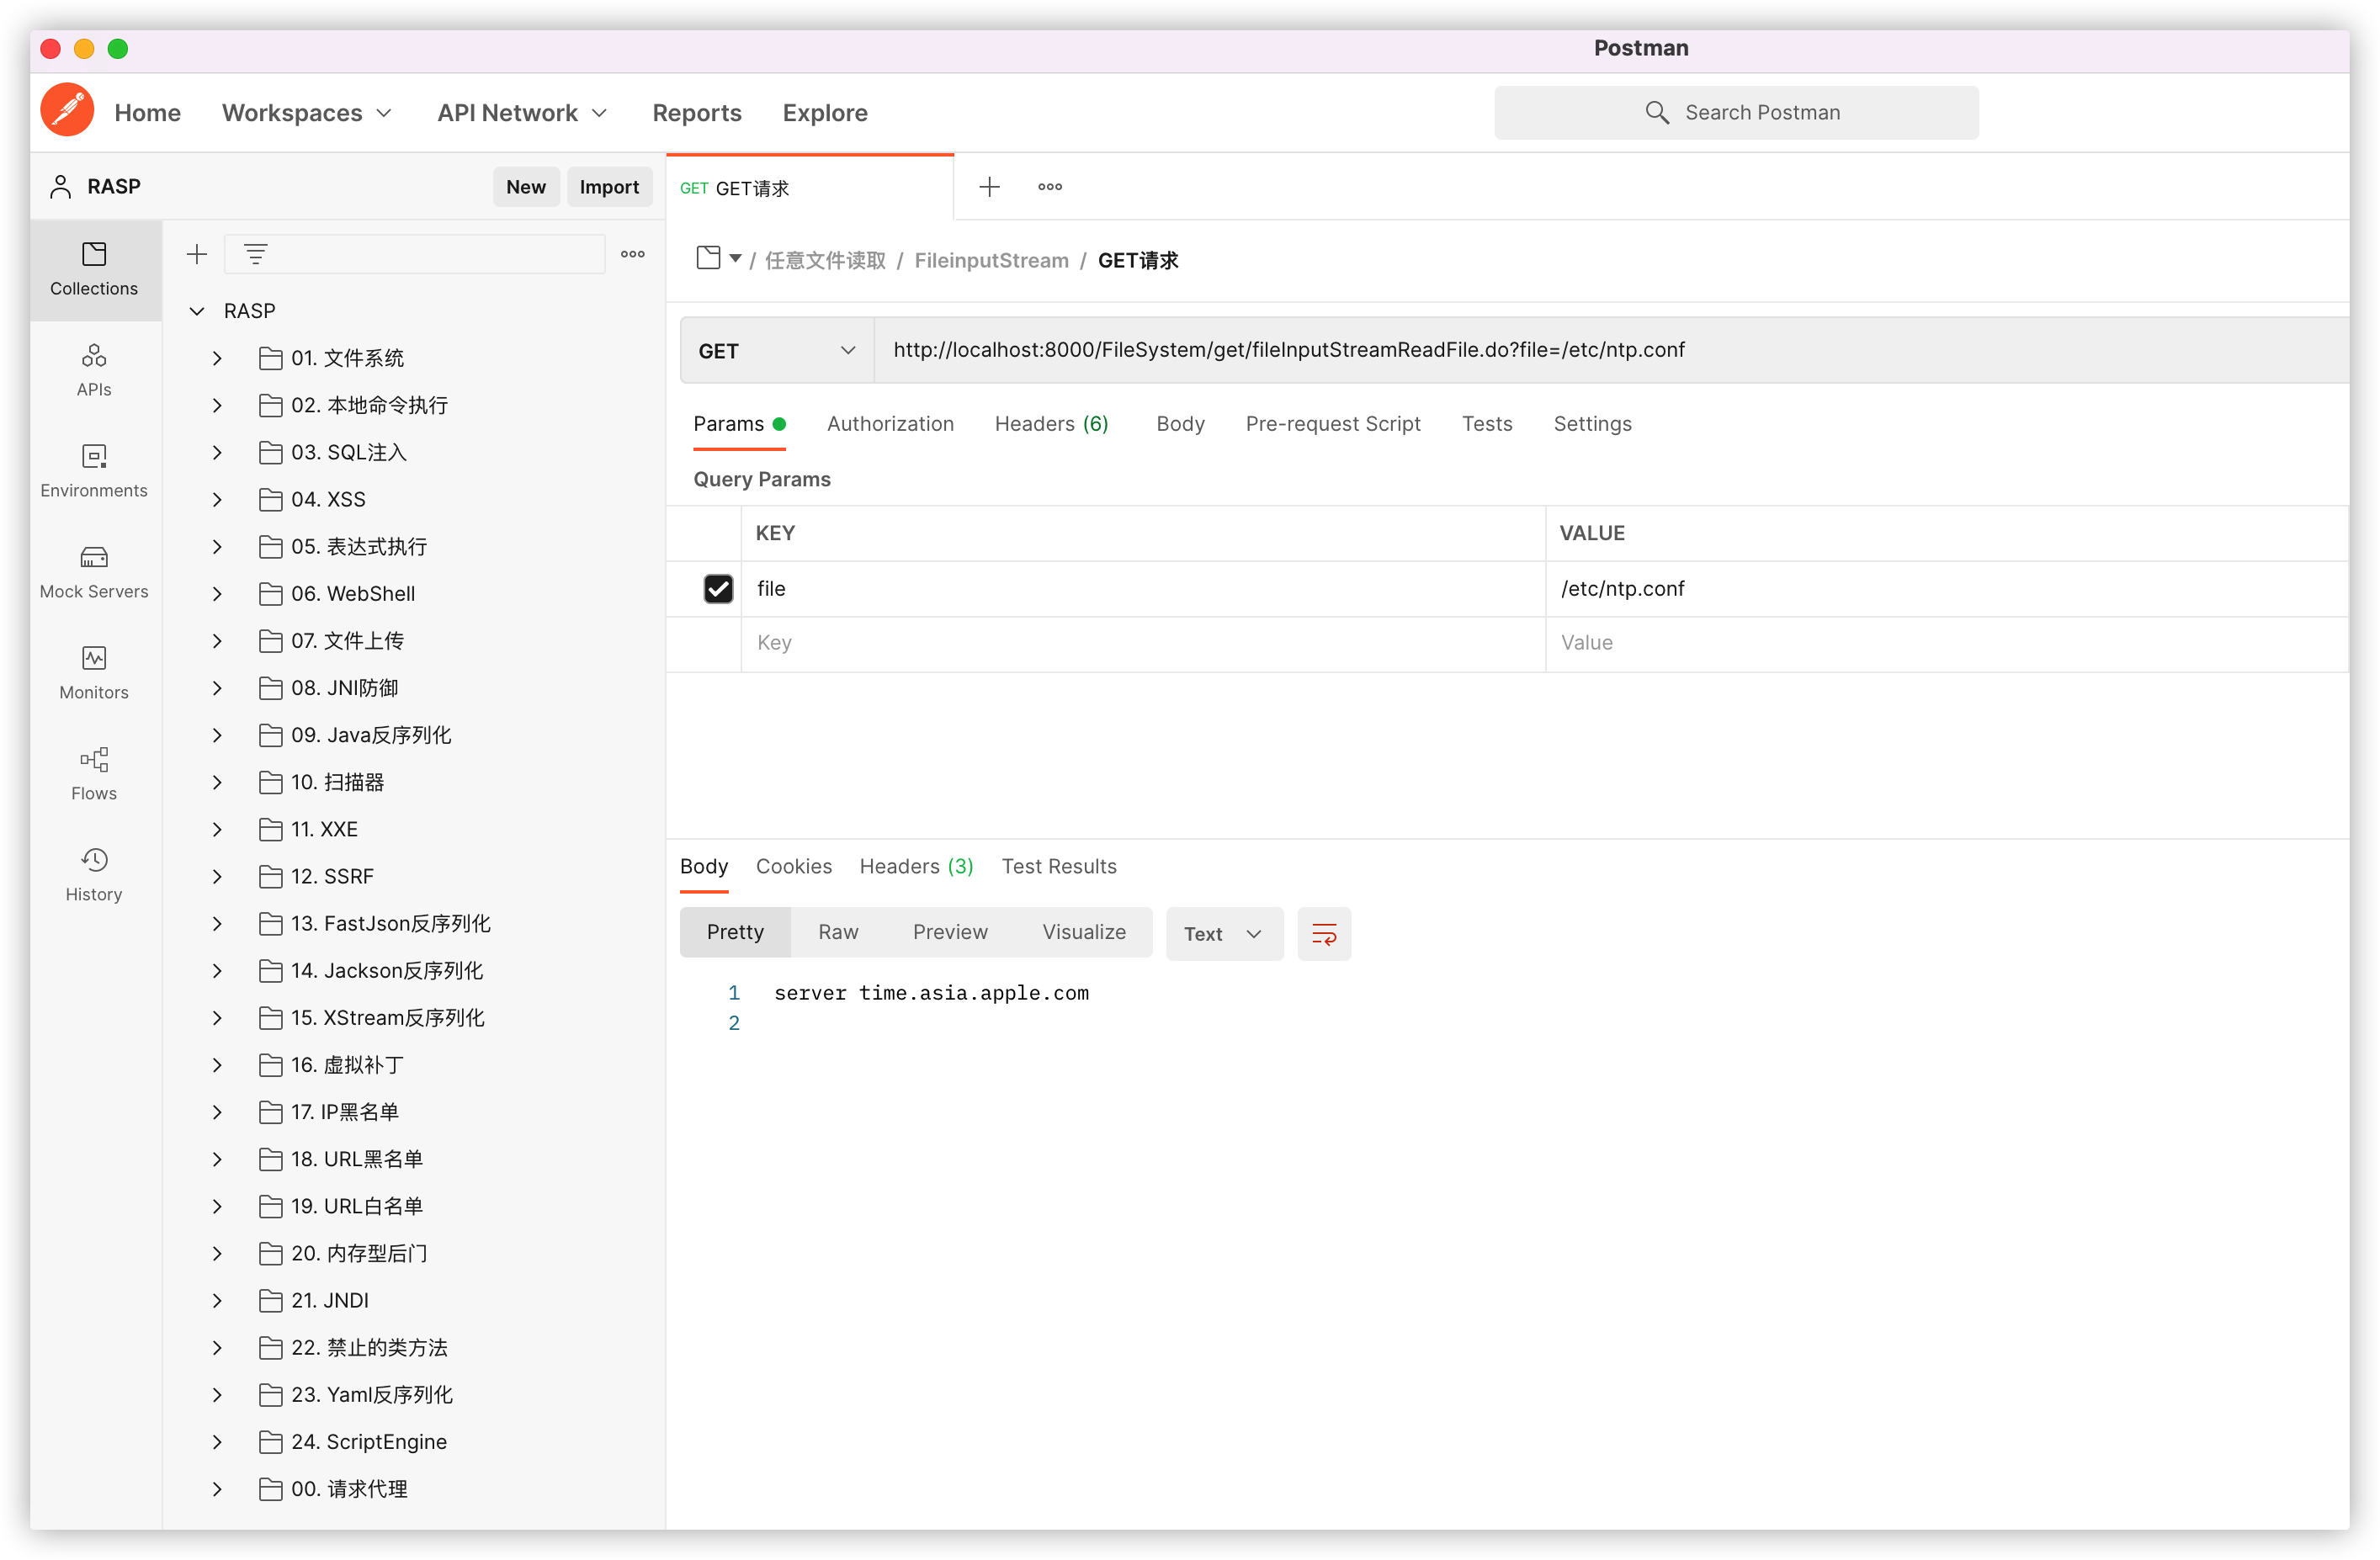 Postman
Home Workspaces API Network Reports Explore Search Postman
RASP New Import
GET GET请求
Collections
APIs
Environments
Mock Servers
Monitors
Flows
History
RASP
01. 文件系统
02. 本地命令执行
03. SQL注入
04. XSS
05. 表达式执行
06. WebShell
07. 文件上传
08. JNI防御
09. Java反序列化
10. 扫描器
11. XXE
12. SSRF
13. FastJson反序列化
14. Jackson反序列化
15. XStream反序列化
16. 虚拟补丁
17. IP黑名单
18. URL黑名单
19. URL白名单
20. 内存型后门
21. JNDI
22. 禁止的类方法
23. Yaml反序列化
24. ScriptEngine
00. 请求代理
/ 任意文件读取 / FileinputStream / GET请求
GET http://localhost:8000/FileSystem/get/fileInputStreamReadFile.do?file=/etc/ntp.conf
Params Authorization Headers (6) Body Pre-request Script Tests Settings
Query Params
KEY VALUE
file /etc/ntp.conf
Key Value
Body Cookies Headers (3) Test Results
Pretty Raw Preview Visualize Text
1 server time.asia.apple.com
2